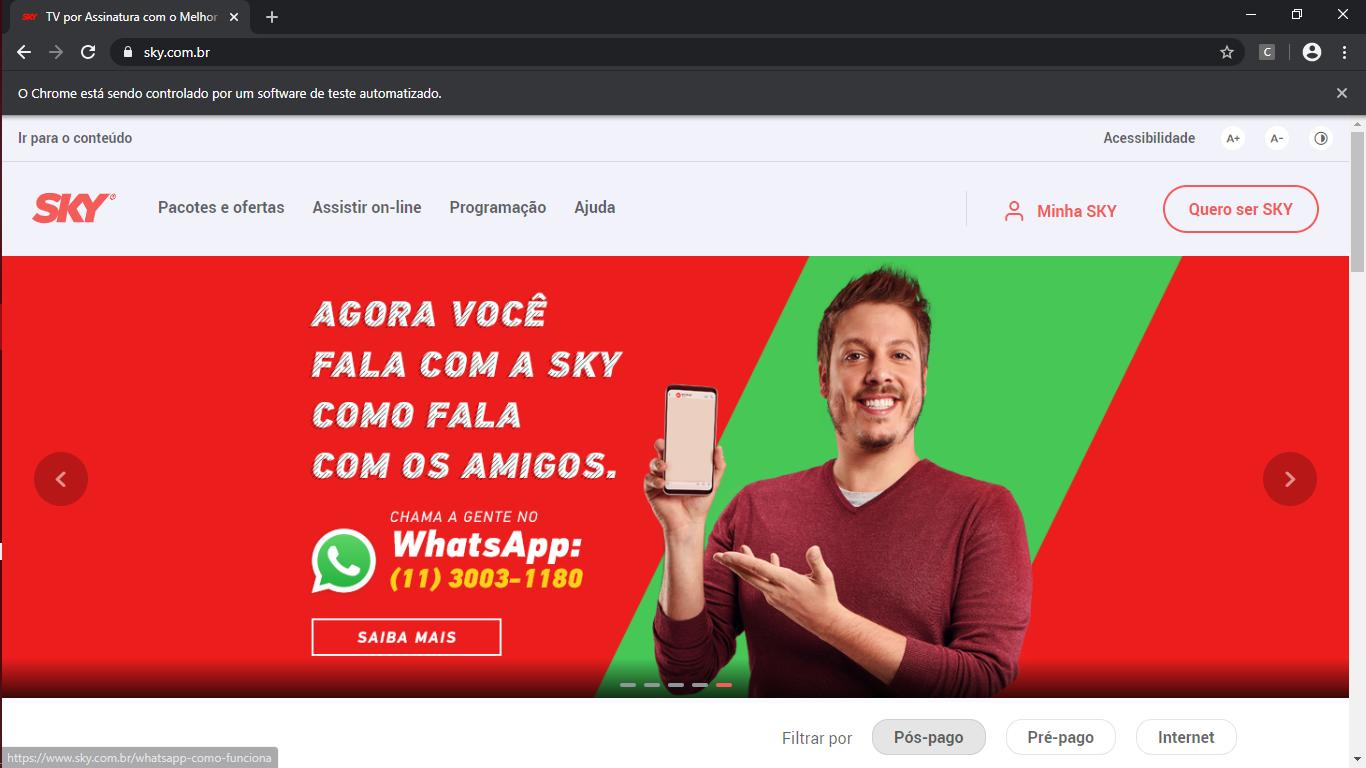 SKY TV por Assinatura com o Melhor
sky.com.br
C
O Chrome está sendo controlado por um software de teste automatizado.
Ir para o conteúdo
Acessibilidade
A+
A-
SKY
Pacotes e ofertas
Assistir on-line
Programação
Ajuda
Minha SKY
Quero ser SKY
AGORA VOCÊ
FALA COM A SKY
COMO FALA
COM OS AMIGOS.
CHAMA A GENTE NO
WhatsApp:
(11) 3003-1180
SAIBA MAIS
Filtrar por
Pós-pago
Pré-pago
Internet
https://www.sky.com.br/whatsapp-como-funciona